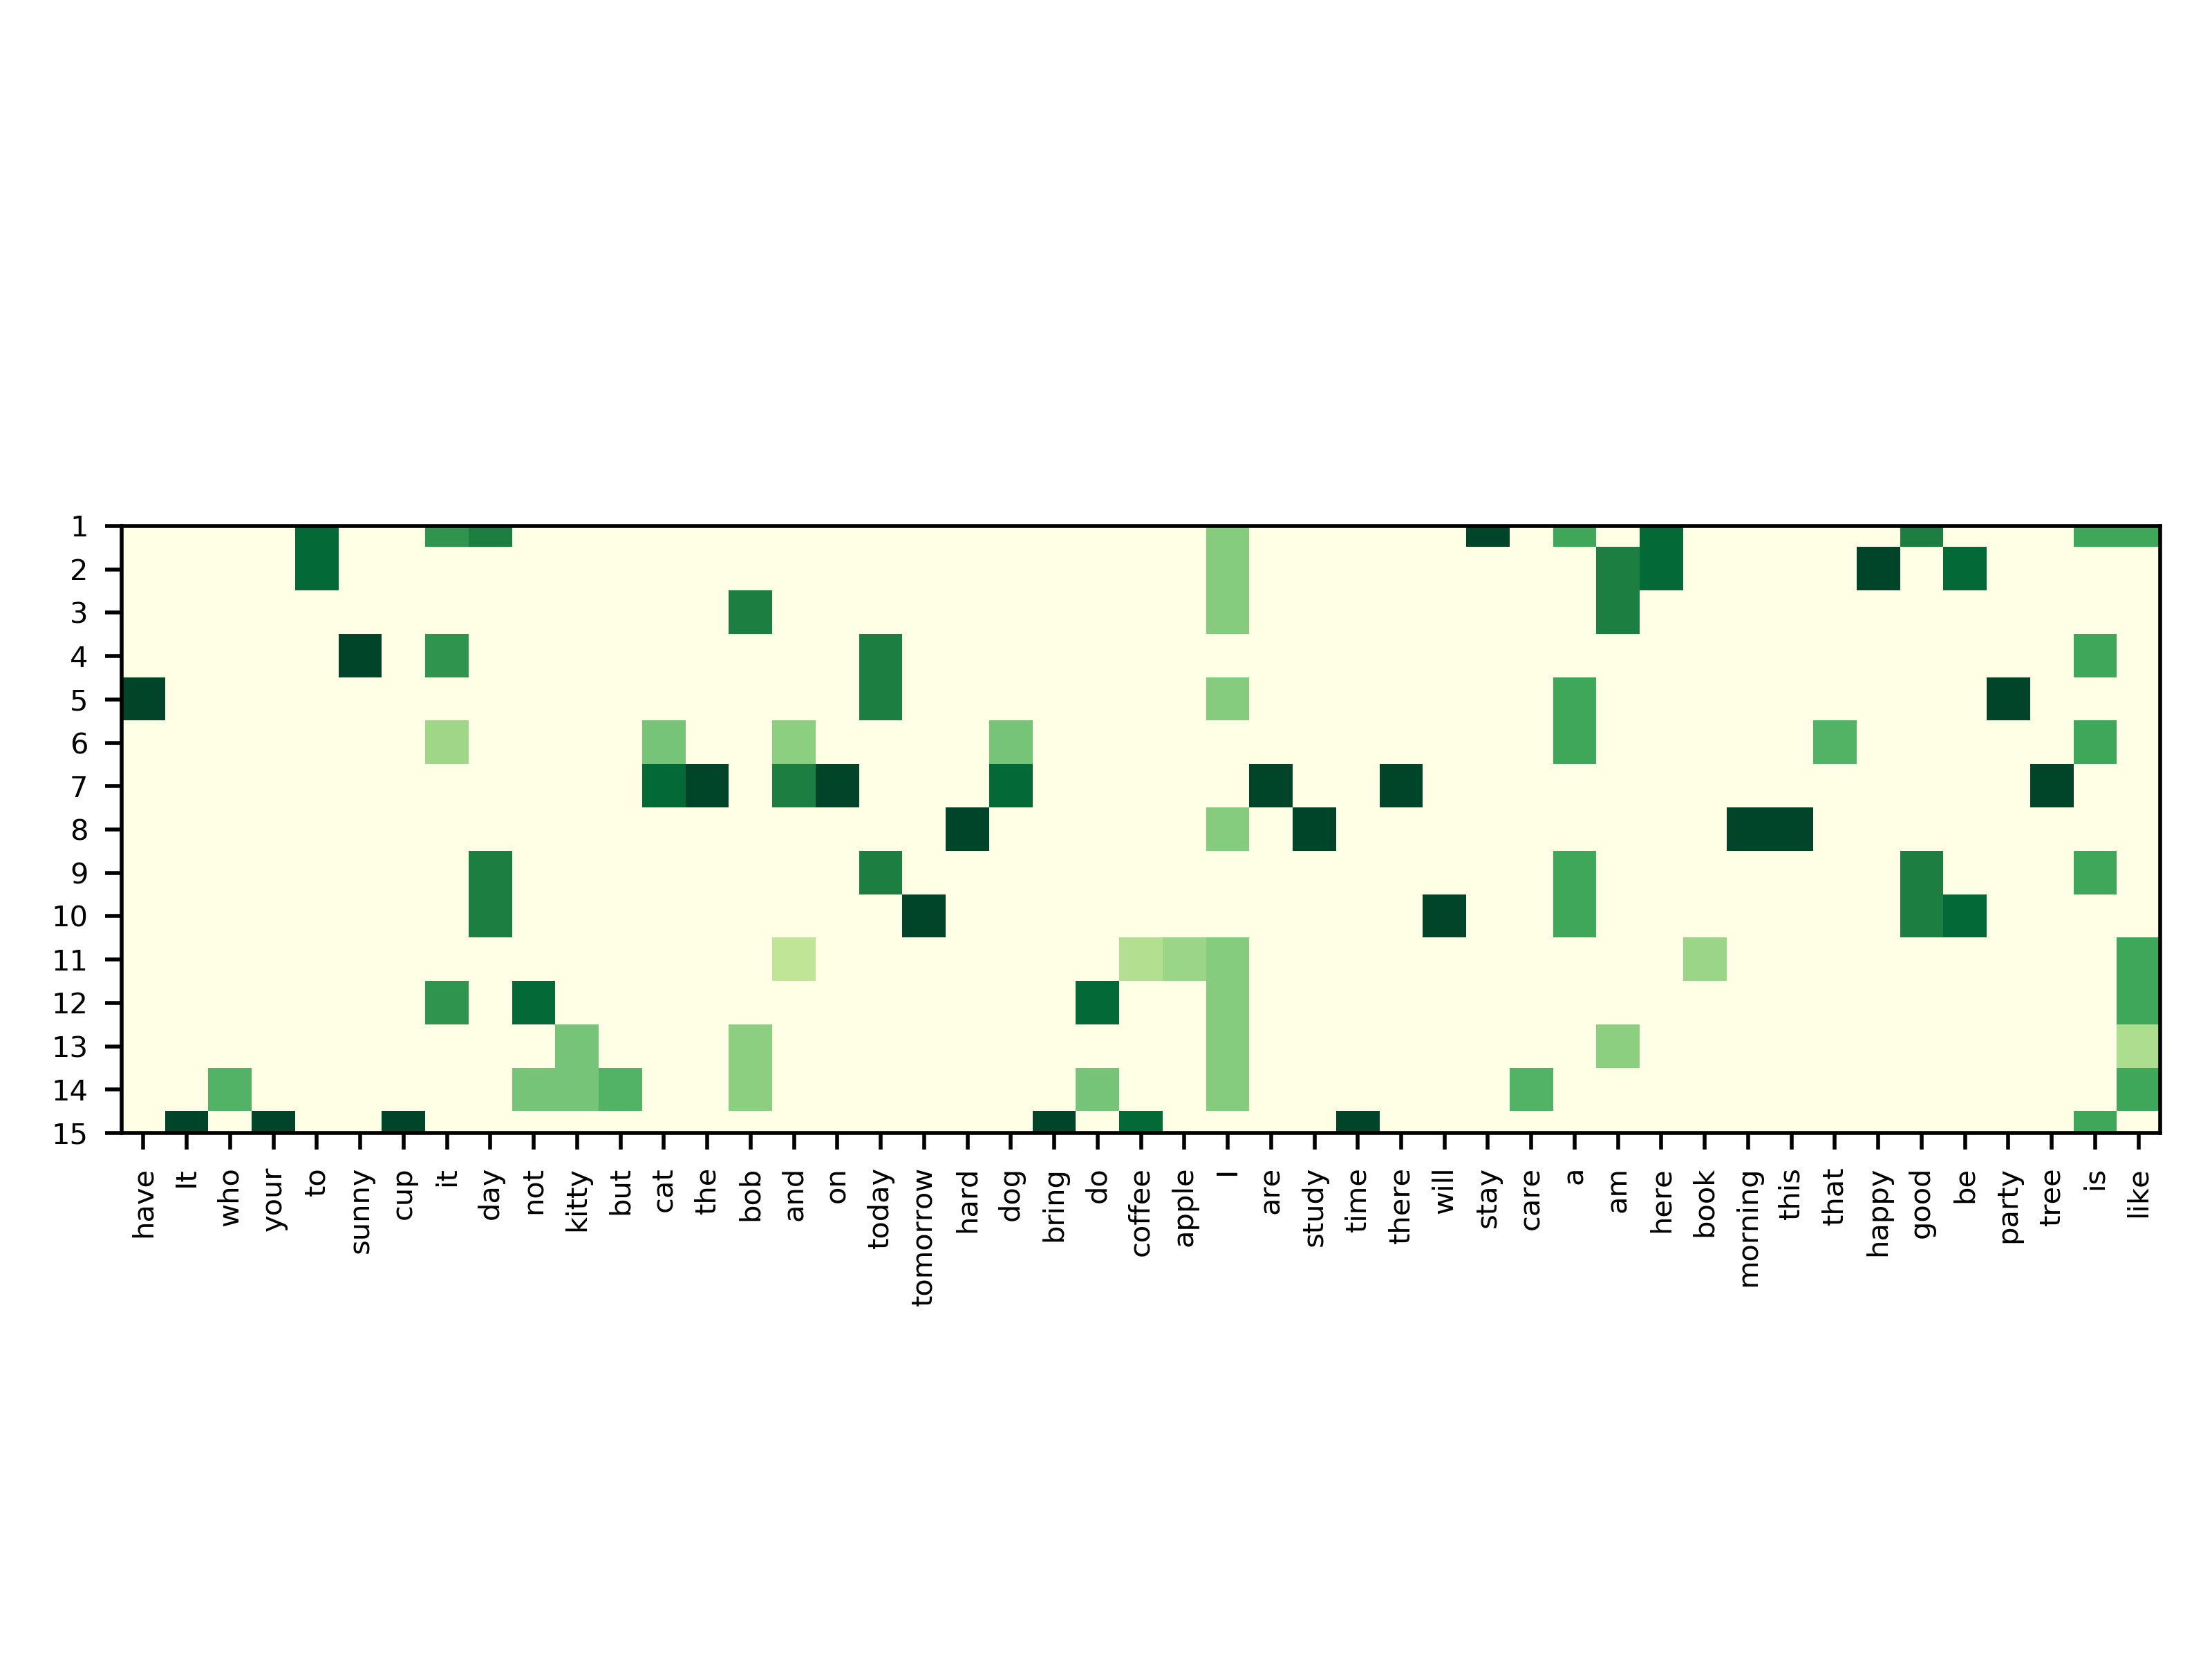 1
2
3
4
5
6
7
8
9
10
11
12
13
14
15
have
It
who
your
to
sunny
cup
it
day
not
kitty
but
cat
the
bob
and
on
today
tomorrow
hard
dog
bring
do
coffee
apple
I
are
study
time
there
will
stay
care
a
am
here
book
morning
this
that
happy
good
be
party
tree
is
like